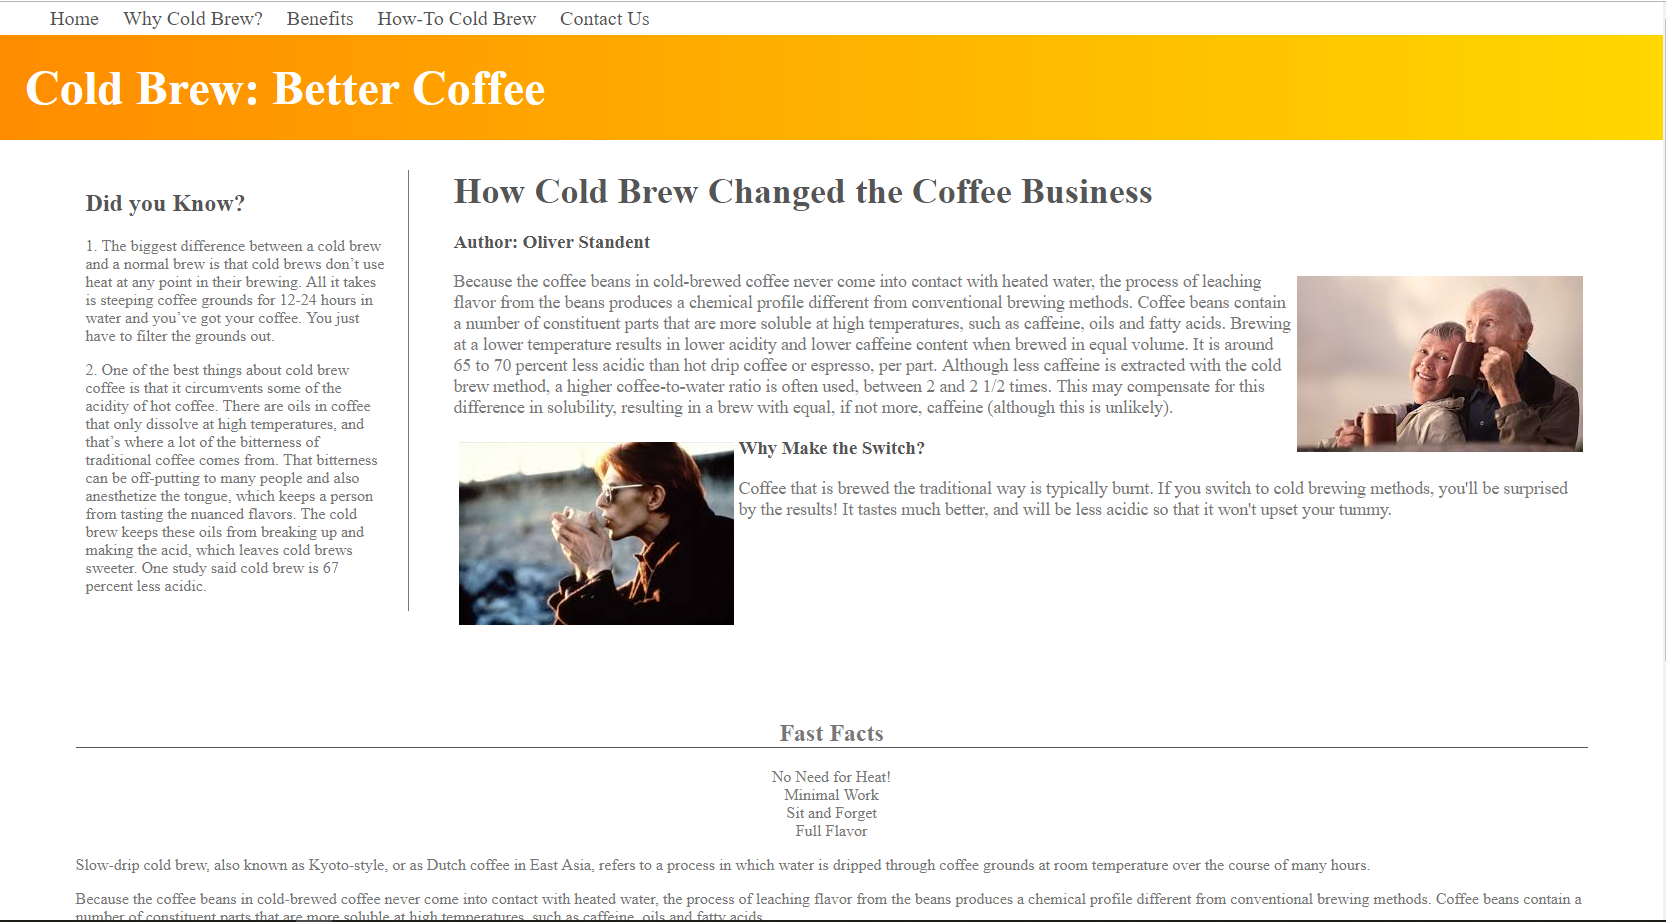 Home Why Cold Brew? Benefits How-To Cold Brew Contact Us
Cold Brew: Better Coffee
Did you Know?
1. The biggest difference between a cold brew
and a normal brew is that cold brews don’t use
heat at any point in their brewing. All it takes
is steeping coffee grounds for 12-24 hours in
water and you’ve got your coffee. You just
have to filter the grounds out.
2. One of the best things about cold brew
coffee is that it circumvents some of the
acidity of hot coffee. There are oils in coffee
that only dissolve at high temperatures, and
that’s where a lot of the bitterness of
traditional coffee comes from. That bitterness
can be off-putting to many people and also
anesthetize the tongue, which keeps a person
from tasting the nuanced flavors. The cold
brew keeps these oils from breaking up and
making the acid, which leaves cold brews
sweeter. One study said cold brew is 67
percent less acidic.
How Cold Brew Changed the Coffee Business
Author: Oliver Standent
Because the coffee beans in cold-brewed coffee never come into contact with heated water, the process of leaching
flavor from the beans produces a chemical profile different from conventional brewing methods. Coffee beans contain
a number of constituent parts that are more soluble at high temperatures, such as caffeine, oils and fatty acids. Brewing
at a lower temperature results in lower acidity and lower caffeine content when brewed in equal volume. It is around
65 to 70 percent less acidic than hot drip coffee or espresso, per part. Although less caffeine is extracted with the cold
brew method, a higher coffee-to-water ratio is often used, between 2 and 2 1/2 times. This may compensate for this
difference in solubility, resulting in a brew with equal, if not more, caffeine (although this is unlikely).
Why Make the Switch?
Coffee that is brewed the traditional way is typically burnt. If you switch to cold brewing methods, you'll be surprised
by the results! It tastes much better, and will be less acidic so that it won't upset your tummy.
Fast Facts
No Need for Heat!
Minimal Work
Sit and Forget
Full Flavor
Slow-drip cold brew, also known as Kyoto-style, or as Dutch coffee in East Asia, refers to a process in which water is dripped through coffee grounds at room temperature over the course of many hours.
Because the coffee beans in cold-brewed coffee never come into contact with heated water, the process of leaching flavor from the beans produces a chemical profile different from conventional brewing methods. Coffee beans contain a
number of constituent parts that are more soluble at high temperatures, such as caffeine, oils and fatty acids.